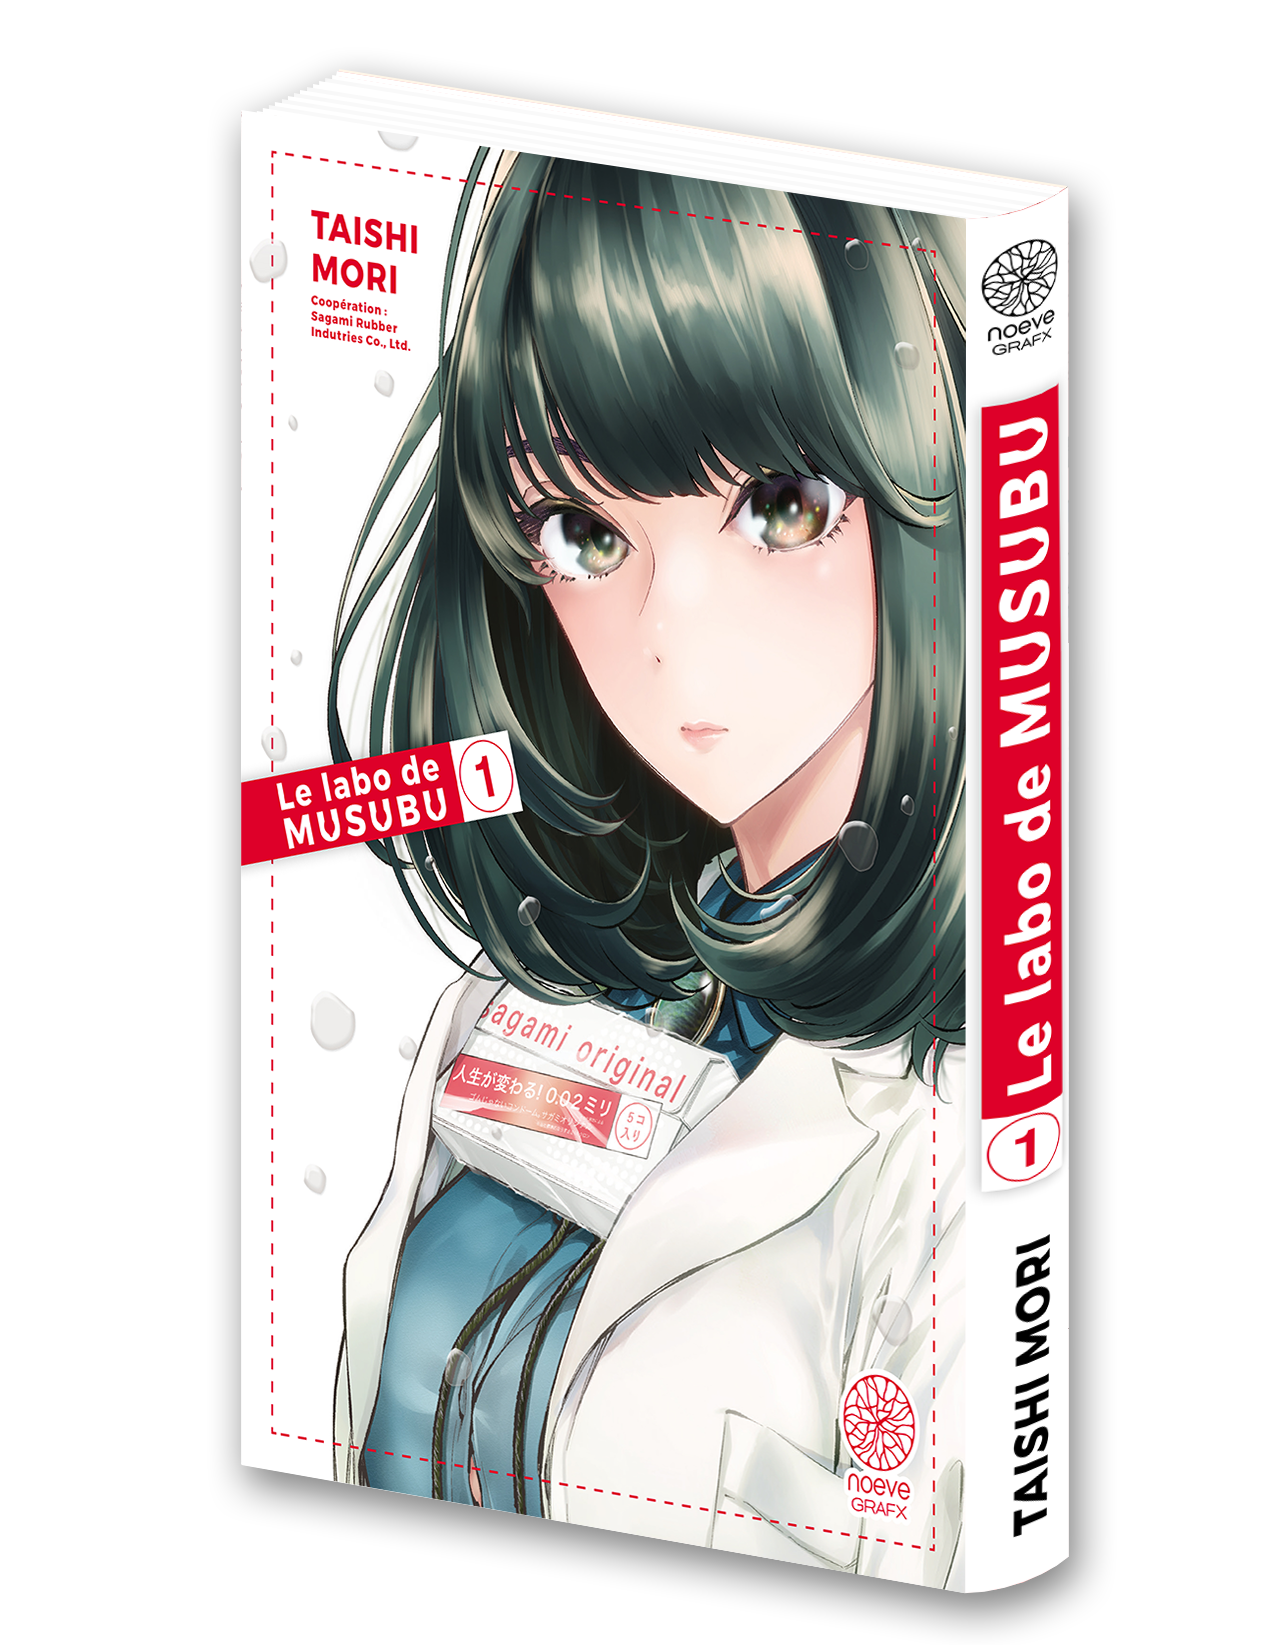 TAISHI
MORI
Coopération :
Sagami Rubber
Indutries Co., Ltd.
Le labo de
MUSUBU
1
sagami original
人生が変わる! 0.02ミリ
5コ
入り
noeve
GRAFX
noeve
GRAFX
1 Le labo de MUSUBU
TAISHI MORI